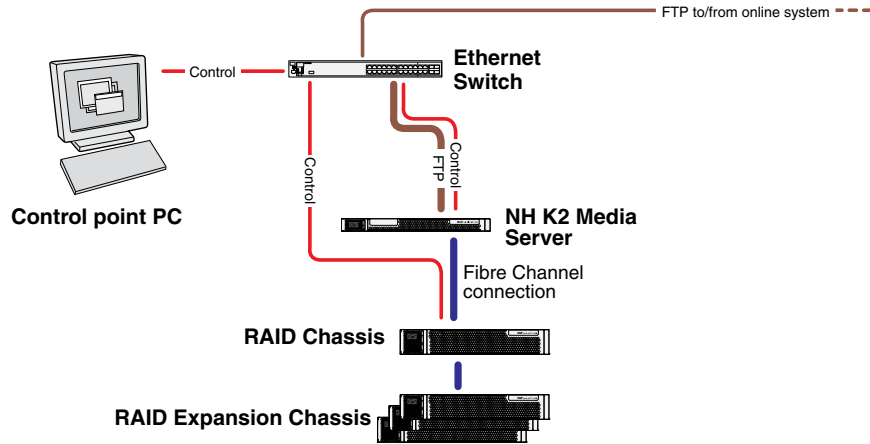 FTP to/from online system
Ethernet
Switch
Control
Control
Control
FTP
Control point PC
NH K2 Media
Server
Fibre Channel
connection
RAID Chassis
RAID Expansion Chassis